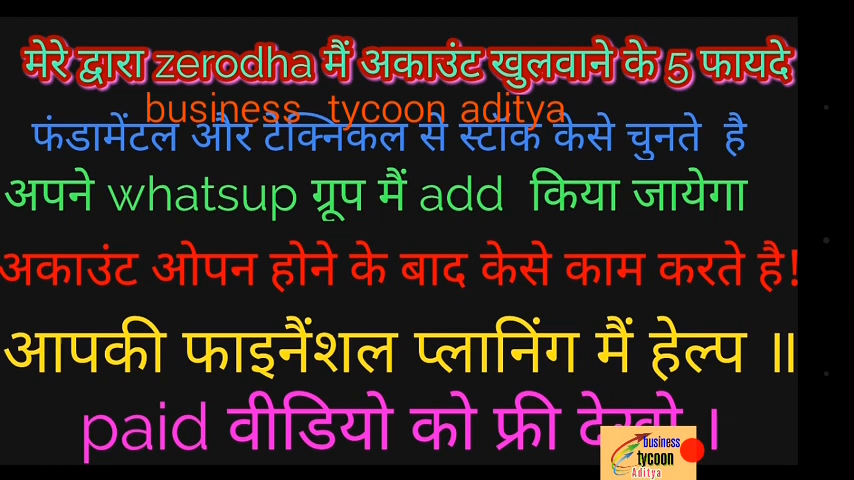 मेरे द्वारा zerodha मैं अकाउंट खुलवाने के 5 फायदे
business tycoon aditya
फंडामेंटल और टेक्निकल से स्टॉक केसे चुनते है
अपने whatsup ग्रूप मैं add किया जायेगा
अकाउंट ओपन होने के बाद केसे काम करते है!
आपकी फाइनैंशल प्लानिंग मैं हेल्प ॥
paid वीडियो को फ्री देखो ।
business
tycoon
Aditya